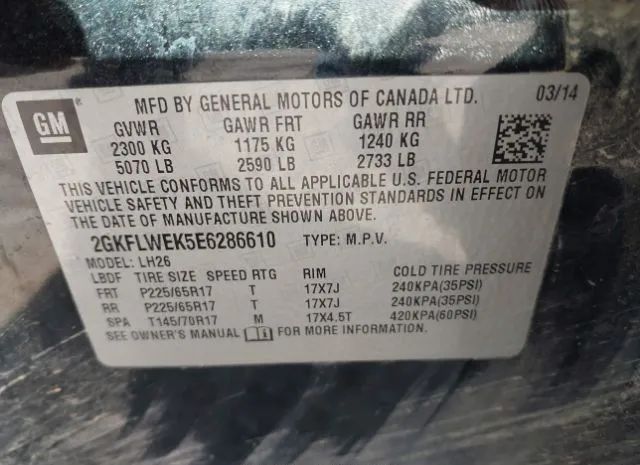 GM
®
MFD BY GENERAL MOTORS OF CANADA LTD. 03/14
GVWR GAWR FRT GAWR RR
2300 KG 1175 KG 1240 KG
5070 LB 2590 LB 2733 LB
THIS VEHICLE CONFORMS TO ALL APPLICABLE U.S. FEDERAL MOTOR
VEHICLE SAFETY AND THEFT PREVENTION STANDARDS IN EFFECT ON
THE DATE OF MANUFACTURE SHOWN ABOVE.
2GKFLWEK5E6286610 TYPE: M.P.V.
MODEL: LH26
LBDF TIRE SIZE SPEED RTG RIM COLD TIRE PRESSURE
FRT P225/65R17 T 17X7J 240KPA(35PSI)
RR P225/65R17 T 17X7J 240KPA(35PSI)
SPA T145/70R17 M 17X4.5T 420KPA(60PSI)
SEE OWNER'S MANUAL FOR MORE INFORMATION.